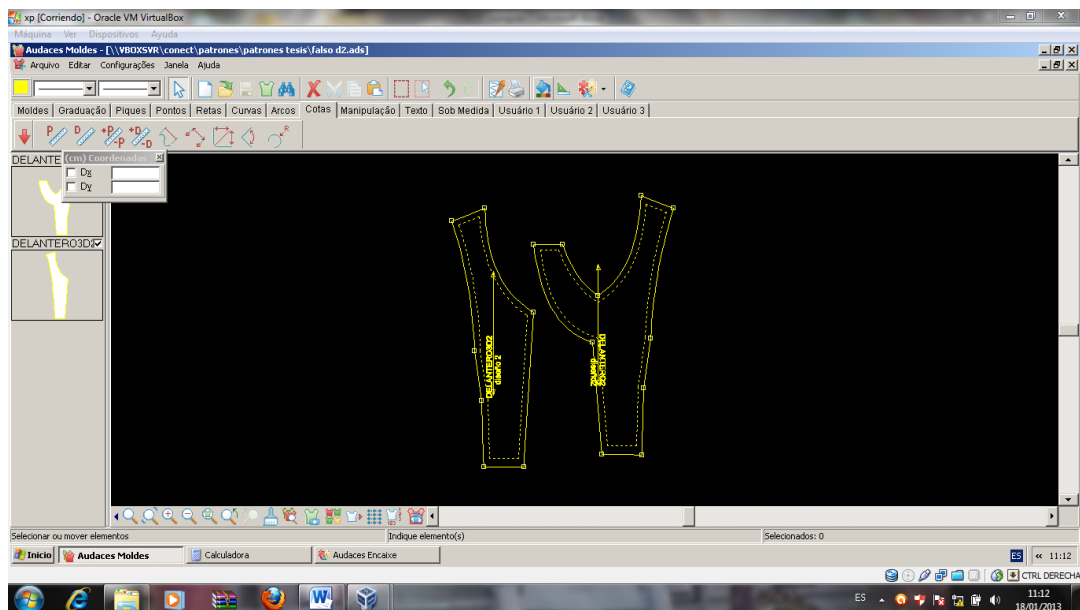 xp [Corriendo] - Oracle VM VirtualBox
Máquina Ver Dispositivos Ayuda
Audaces Moldes - [\\VBOXSVR\conect\patrones\patrones tesis\falso d2.ads]
Arquivo Editar Configurações Janela Ajuda
Moldes Graduação Piques Pontos Retas Curvas Arcos Cotas Manipulação Texto Sob Medida Usuário 1 Usuário 2 Usuário 3
P D +P -P +D -D R
DELANTE
(cm) Coordenadas
Dx
Dy
DELANTERO3D2
DELANTERO3D2
diseño 2
DELANTERO2
diseño2
Selecionar ou mover elementos Indique elemento(s) Selecionados: 0
Inicio Audaces Moldes Calculadora Audaces Encaixe ES « 11:12
CTRL DERECHA
W ES 11:12
18/01/2013